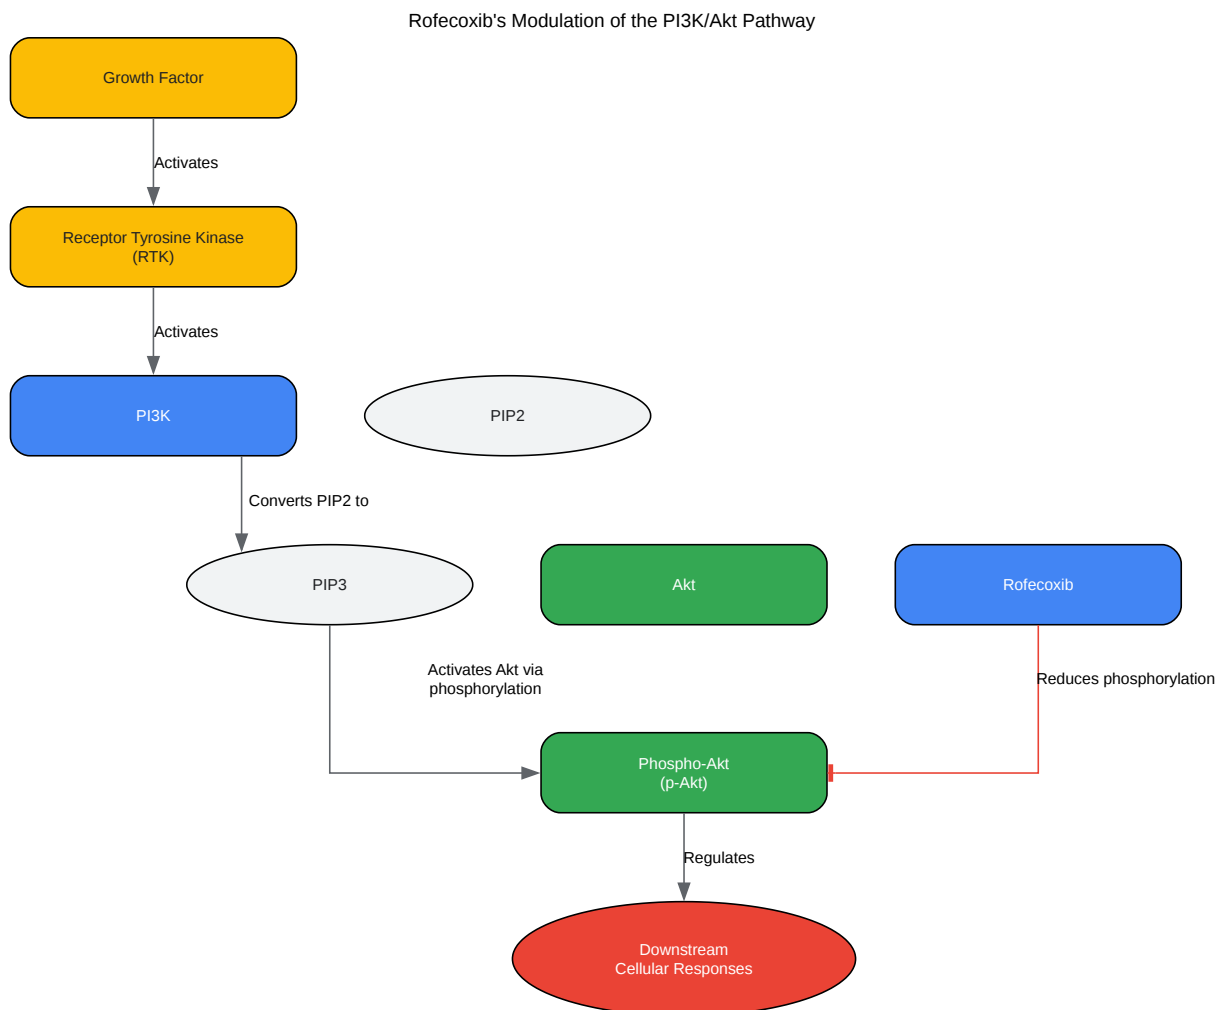 Rofecoxib's Modulation of the PI3K/Akt Pathway
Growth Factor
Activates
Receptor Tyrosine Kinase
(RTK)
Activates
PI3K
PIP2
Converts PIP2 to
PIP3
Akt
Rofecoxib
Activates Akt via
phosphorylation
Reduces phosphorylation
Phospho-Akt
(p-Akt)
Regulates
Downstream
Cellular Responses